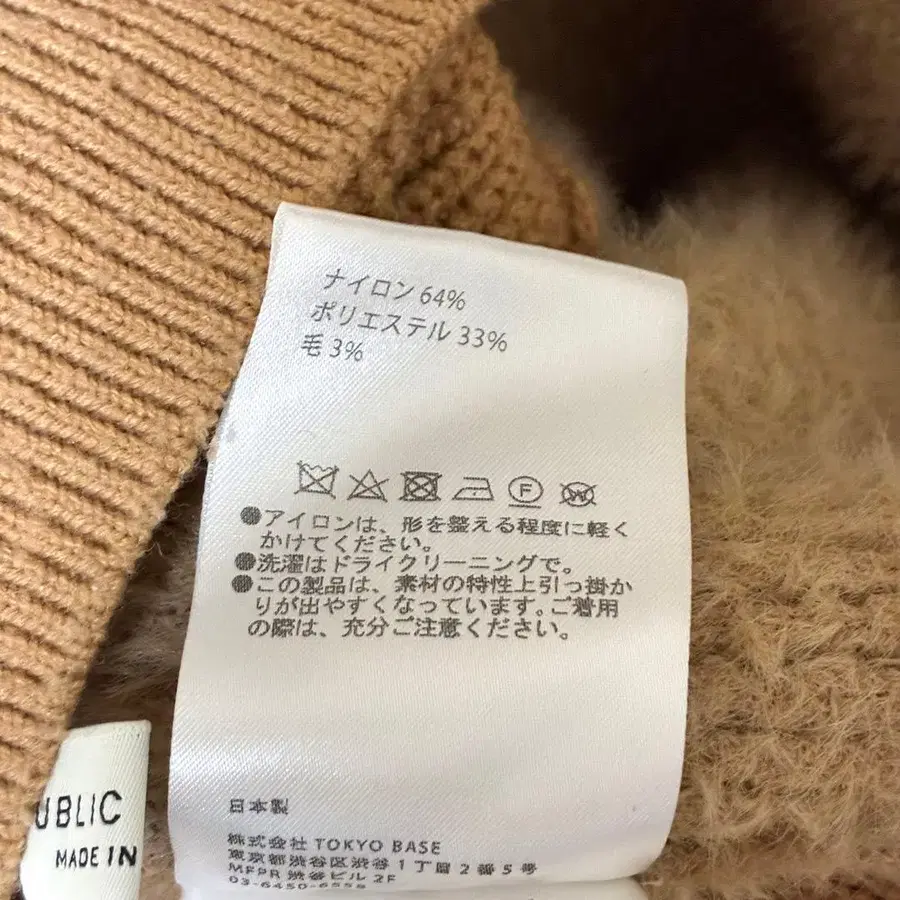 ナイロン 64%
ポリエステル 33%
毛 3%
F
W
●アイロンは、形を整える程度に軽く
かけてください。
●洗濯はドライクリーニングで。
●この製品は、素材の特性上引っ掛か
りが出やすくなっています。ご着用
の際は、充分ご注意ください。
日本製
株式会社 TOKYO BASE
東京都渋谷区渋谷1丁目2番5号
MFPR 渋谷ビル 2F
03-6450-6559
UBLIC
MADE IN